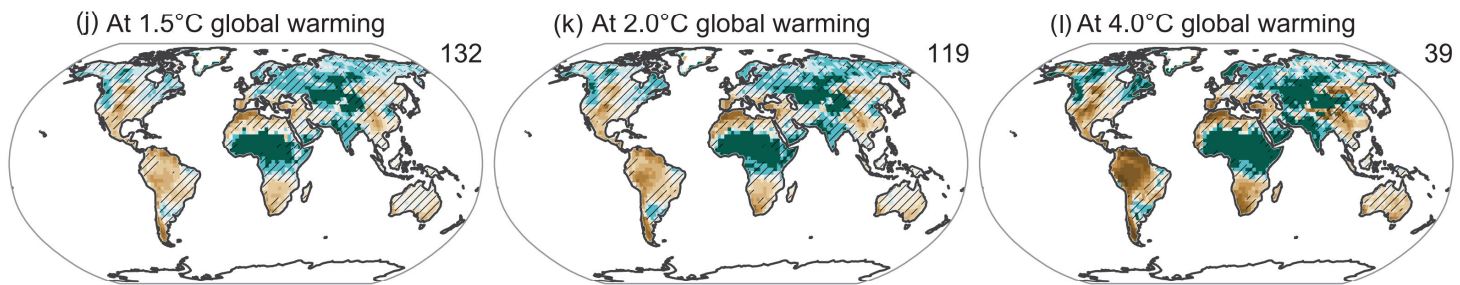 (j) At 1.5°C global warming
132
(k) At 2.0°C global warming
119
(l) At 4.0°C global warming
39